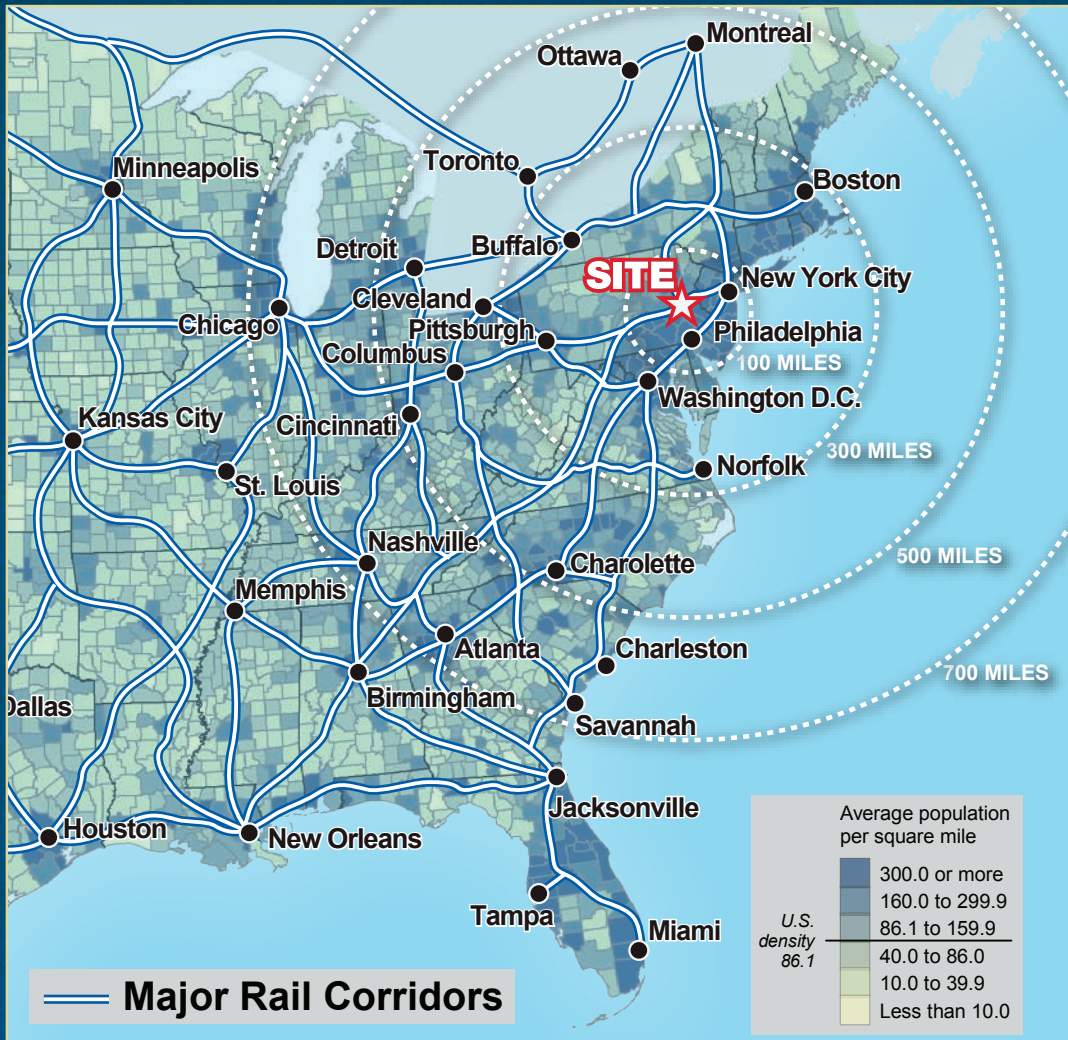 Montreal
Ottawa
Toronto
Minneapolis
Boston
Buffalo
Detroit
SITE
New York City
Cleveland
Chicago
Pittsburgh
Philadelphia
Columbus
100 MILES
Washington D.C.
Kansas City
Cincinnati
300 MILES
Norfolk
St. Louis
Nashville
500 MILES
Charolette
Memphis
Atlanta
Charleston
700 MILES
Birmingham
Dallas
Savannah
Jacksonville
Houston
New Orleans
Tampa
Miami
Average population
per square mile
300.0 or more
160.0 to 299.9
86.1 to 159.9
U.S.
density
86.1
40.0 to 86.0
10.0 to 39.9
Less than 10.0
Major Rail Corridors